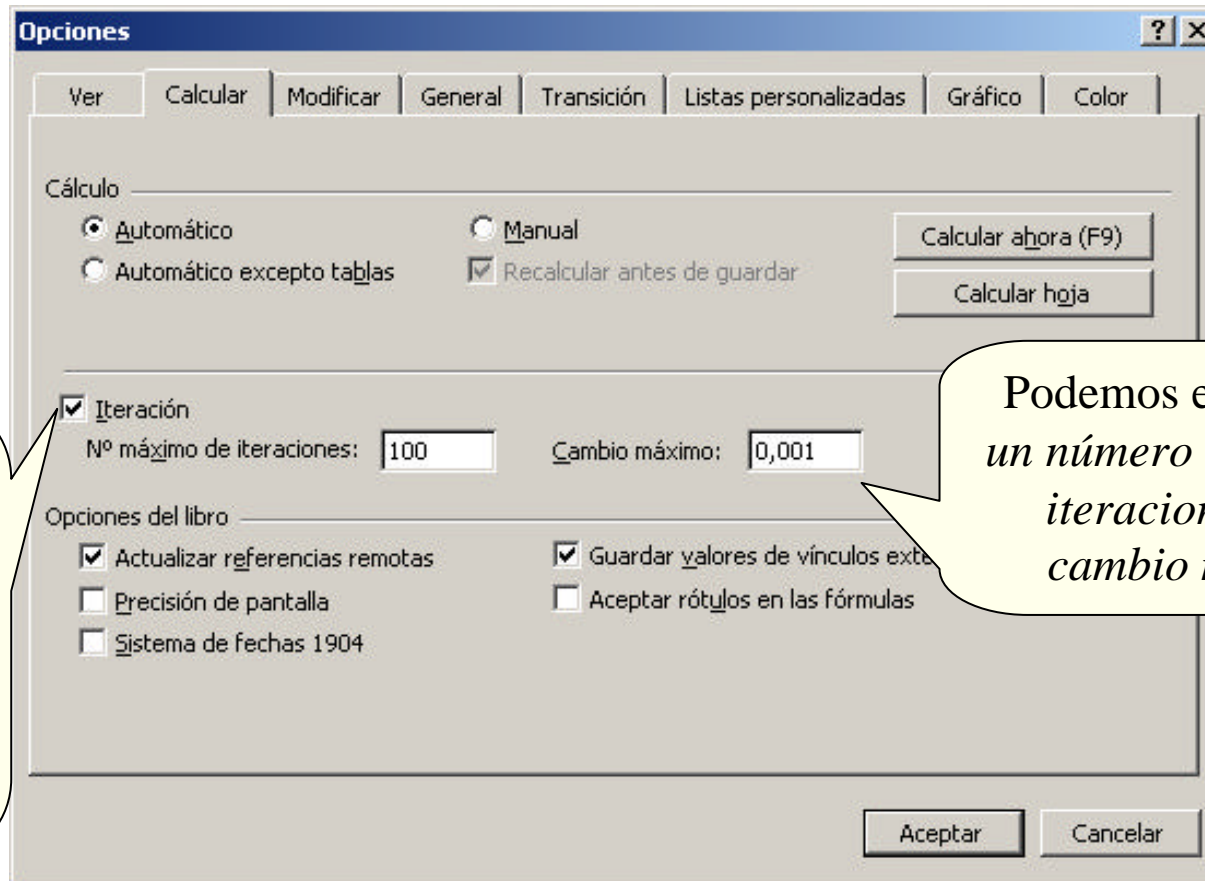 Opciones
Ver Calcular Modificar General Transición Listas personalizadas Gráfico Color
Cálculo
Automático Manual Calcular ahora (F9)
Automático excepto tablas Recalcular antes de guardar
Calcular hoja
Iteración
Nº máximo de iteraciones: 100 Cambio máximo: 0,001
Podemos
un número
cambio
Opciones del libro
Actualizar referencias remotas Guardar valores de vínculos
Precisión de pantalla Aceptar rótulos en las fórmulas
Sistema de fechas 1904
Aceptar Cancelar